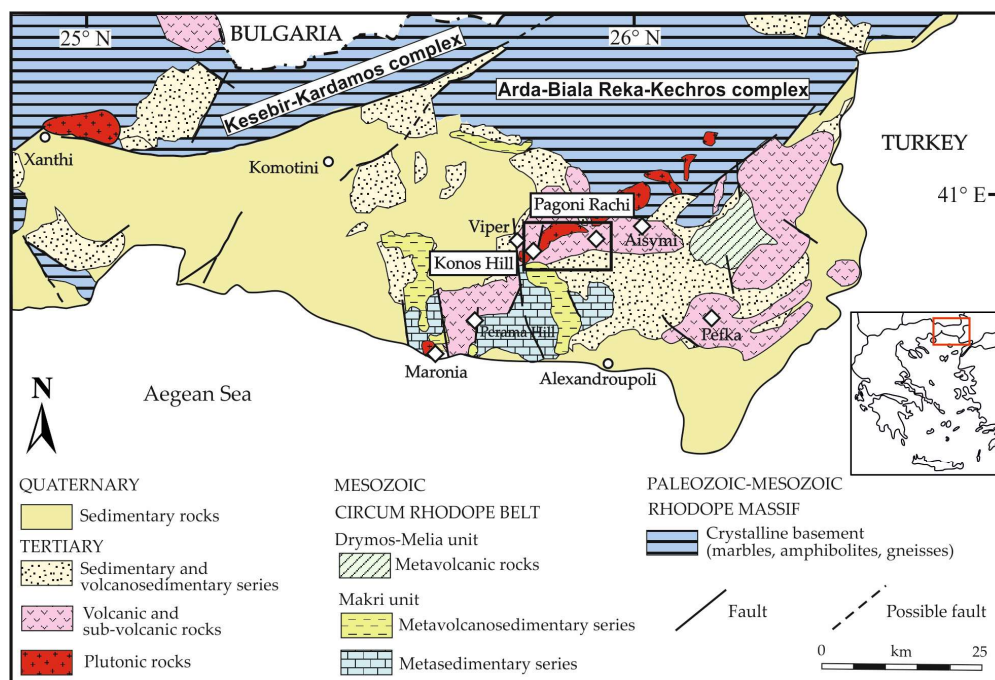 25° N
BULGARIA
26° N
Kesebir-Kardamos complex
Arda-Biala Reka-Kechros complex
Xanthi
Komotini
TURKEY
41° E
Pagoni Rachi
Viper
Aisymi
Konos Hill
Perama Hill
Pefka
Maronia
Alexandroupoli
Aegean Sea
N
QUATERNARY
Sedimentary rocks
TERTIARY
Sedimentary and
volcanosedimentary series
Volcanic and
sub-volcanic rocks
Plutonic rocks
MESOZOIC
CIRCUM RHODOPE BELT
Drymos-Melia unit
Metavolcanic rocks
Makri unit
Metavolcanosedimentary series
Metasedimentary series
PALEOZOIC-MESOZOIC
RHODOPE MASSIF
Crystalline basement
(marbles, amphibolites, gneisses)
Fault
Possible fault
0 km 25